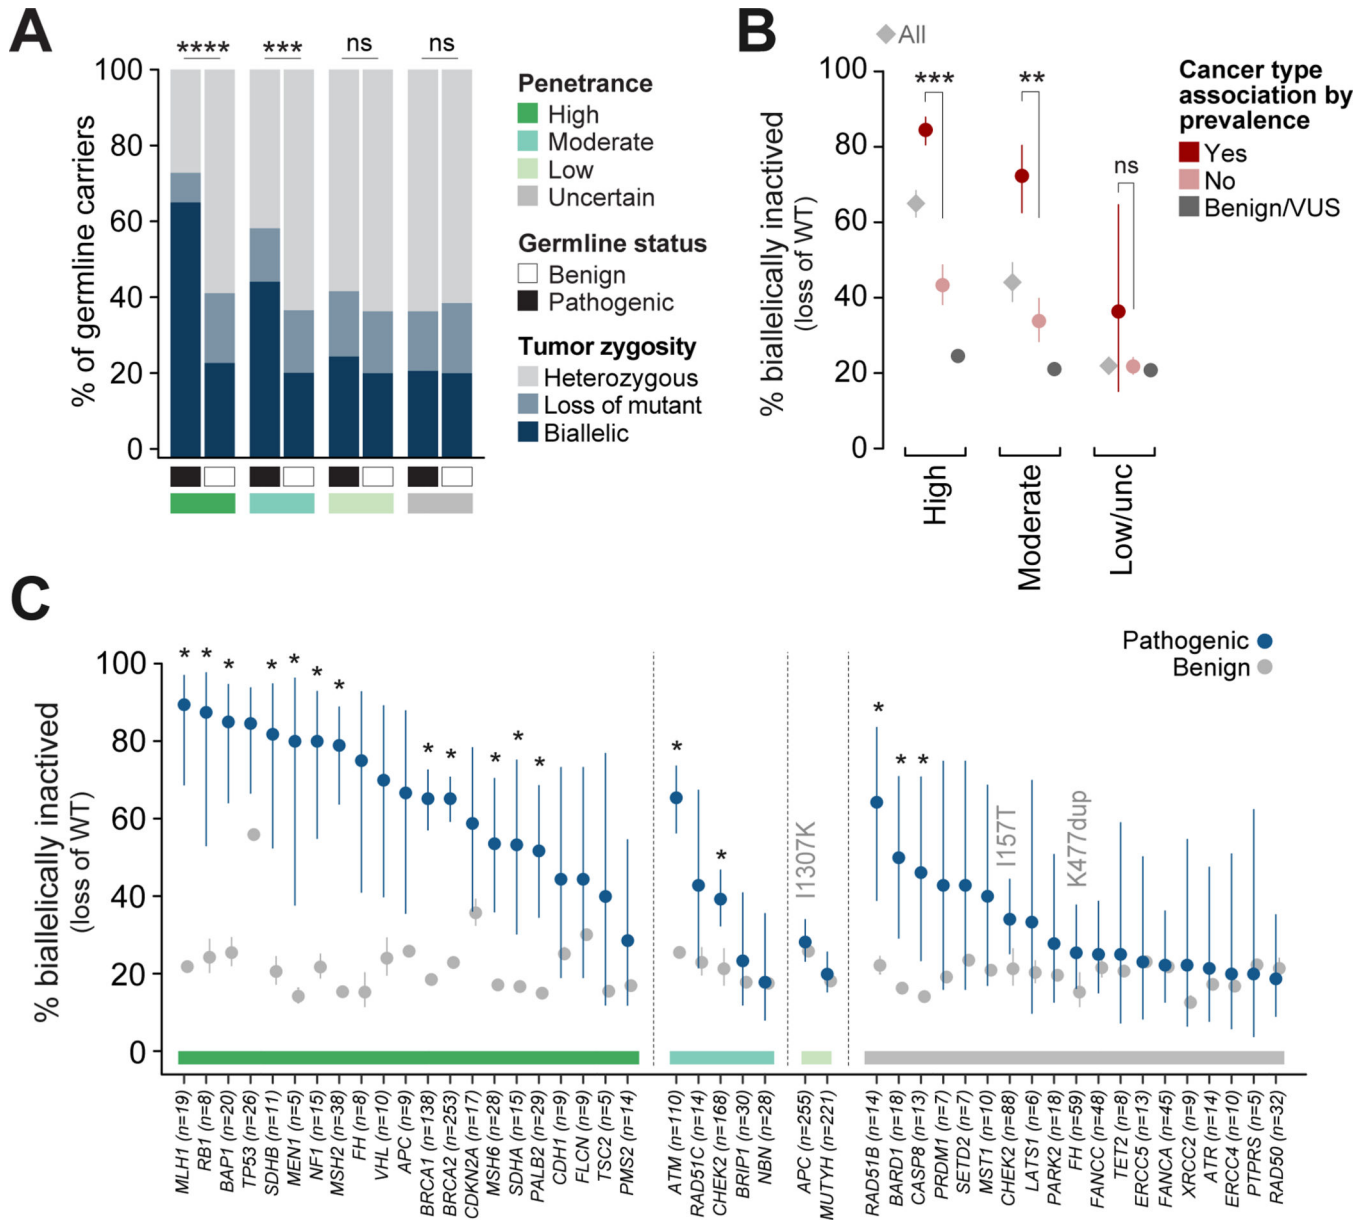 A
****
***
ns
ns
100
80
60
40
20
0
% of germline carriers
Penetrance
High
Moderate
Low
Uncertain
Germline status
Benign
Pathogenic
Tumor zygosity
Heterozygous
Loss of mutant
Biallelic
B
All
100
80
60
40
20
0
% biallelically inactived
(loss of WT)
***
**
ns
High
Moderate
Low/unc
Cancer type
association by
prevalence
Yes
No
Benign/VUS
C
Pathogenic
Benign
100
80
60
40
20
0
% biallelically inactived
(loss of WT)
* * * * * * * * * * * *
* *
* * *
I1307K
I157T
K477dup
MLH1 (n=19)
RB1 (n=8)
BAP1 (n=20)
TP53 (n=26)
SDHB (n=11)
MEN1 (n=5)
NF1 (n=15)
MSH2 (n=38)
FH (n=8)
VHL (n=10)
APC (n=9)
BRCA1 (n=138)
BRCA2 (n=253)
CDKN2A (n=17)
MSH6 (n=28)
SDHA (n=15)
PALB2 (n=29)
CDH1 (n=9)
FLCN (n=9)
TSC2 (n=5)
PMS2 (n=14)
ATM (n=110)
RAD51C (n=14)
CHEK2 (n=168)
BRIP1 (n=30)
NBN (n=28)
APC (n=255)
MUTYH (n=221)
RAD51B (n=14)
BARD1 (n=18)
CASP8 (n=13)
PRDM1 (n=7)
SETD2 (n=7)
MST1 (n=10)
CHEK2 (n=88)
LATS1 (n=6)
PARK2 (n=18)
FH (n=59)
FANCC (n=48)
TET2 (n=8)
ERCC5 (n=13)
FANCA (n=45)
XRCC2 (n=9)
ATR (n=14)
ERCC4 (n=10)
PTPRS (n=5)
RAD50 (n=32)